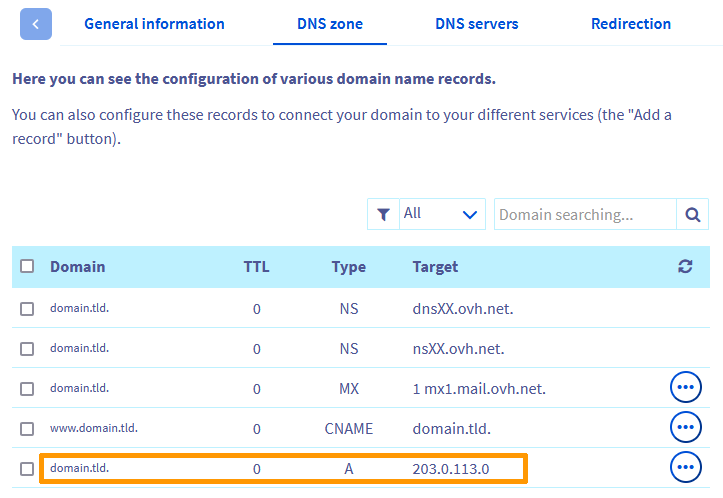 General information DNS zone DNS servers Redirection
Here you can see the configuration of various domain name records.
You can also configure these records to connect your domain to your different services (the "Add a
record" button).
All Domain searching...
Domain TTL Type Target
domain.tld. 0 NS dnsXX.ovh.net.
domain.tld. 0 NS nsXX.ovh.net.
domain.tld. 0 MX 1 mx1.mail.ovh.net.
www.domain.tld. 0 CNAME domain.tld.
domain.tld. 0 A 203.0.113.0